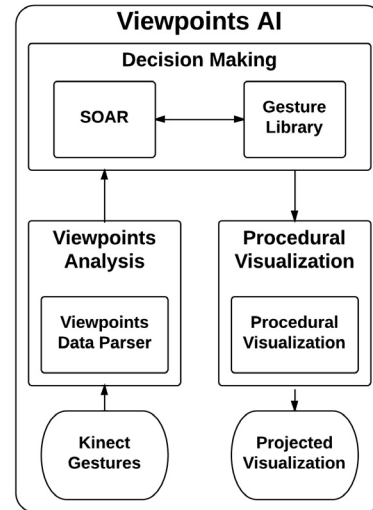 Viewpoints AI
Decision Making
SOAR
Gesture
Library
Viewpoints
Analysis
Viewpoints
Data Parser
Procedural
Visualization
Procedural
Visualization
Kinect
Gestures
Projected
Visualization